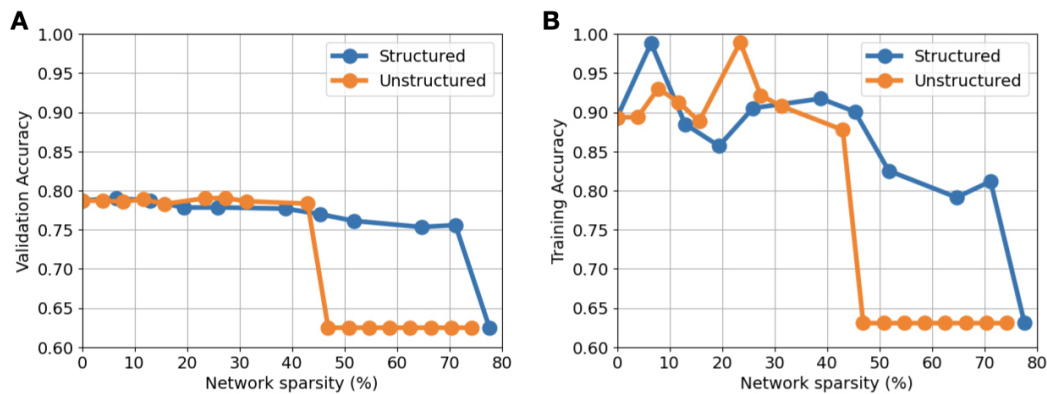 A
Validation Accuracy
1.00
0.95
0.90
0.85
0.80
0.75
0.70
0.65
0.60
Structured
Unstructured
0 10 20 30 40 50 60 70 80
Network sparsity (%)
B
Training Accuracy
1.00
0.95
0.90
0.85
0.80
0.75
0.70
0.65
0.60
Structured
Unstructured
0 10 20 30 40 50 60 70 80
Network sparsity (%)